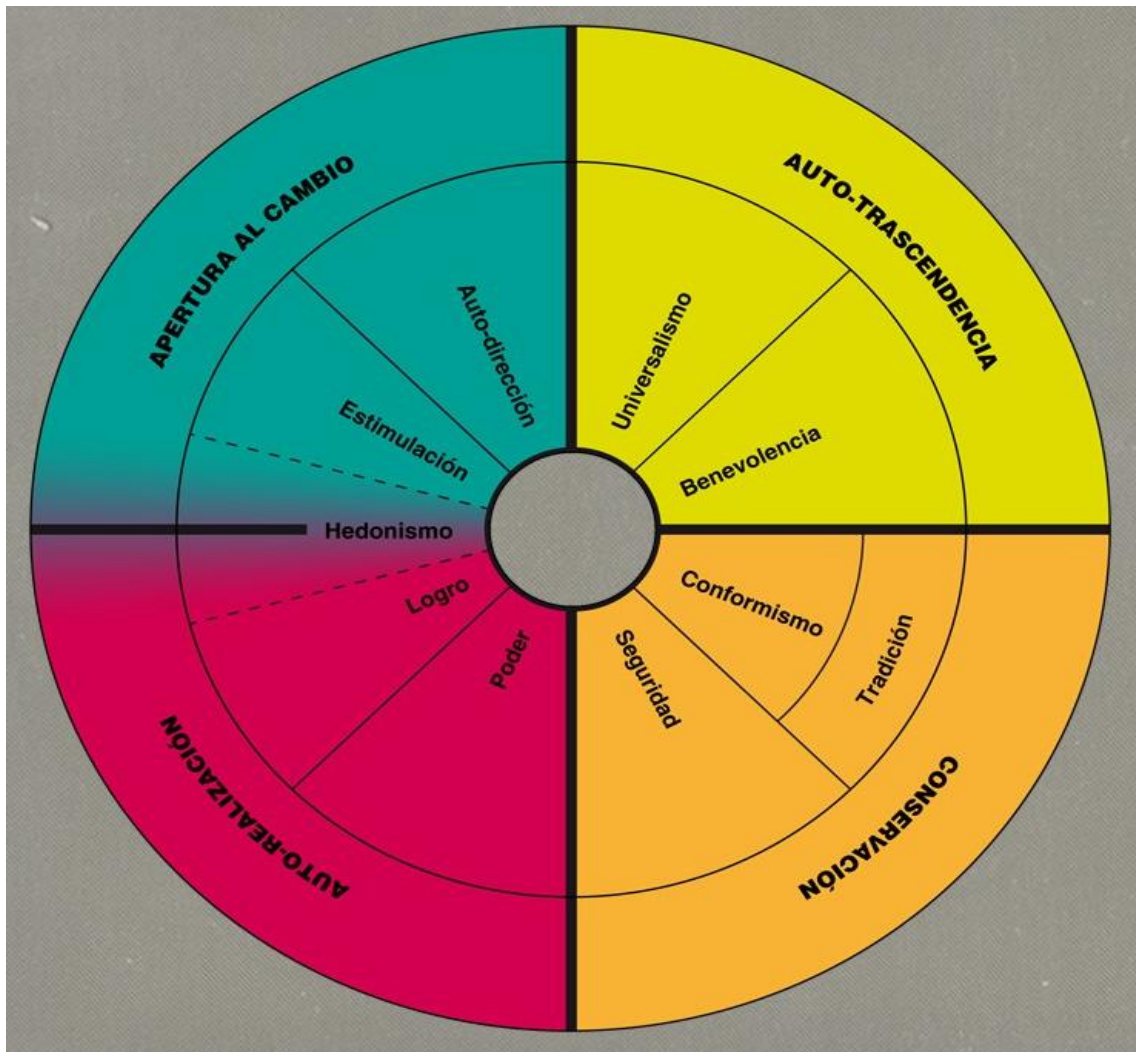 APERTURA AL CAMBIO
AUTO-TRASCENDENCIA
Auto-dirección
Universalismo
Estimulación
Benevolencia
Hedonismo
Logro
Conformismo
Poder
Seguridad
Tradición
AUTO-REALIZACIÓN
CONSERVACIÓN